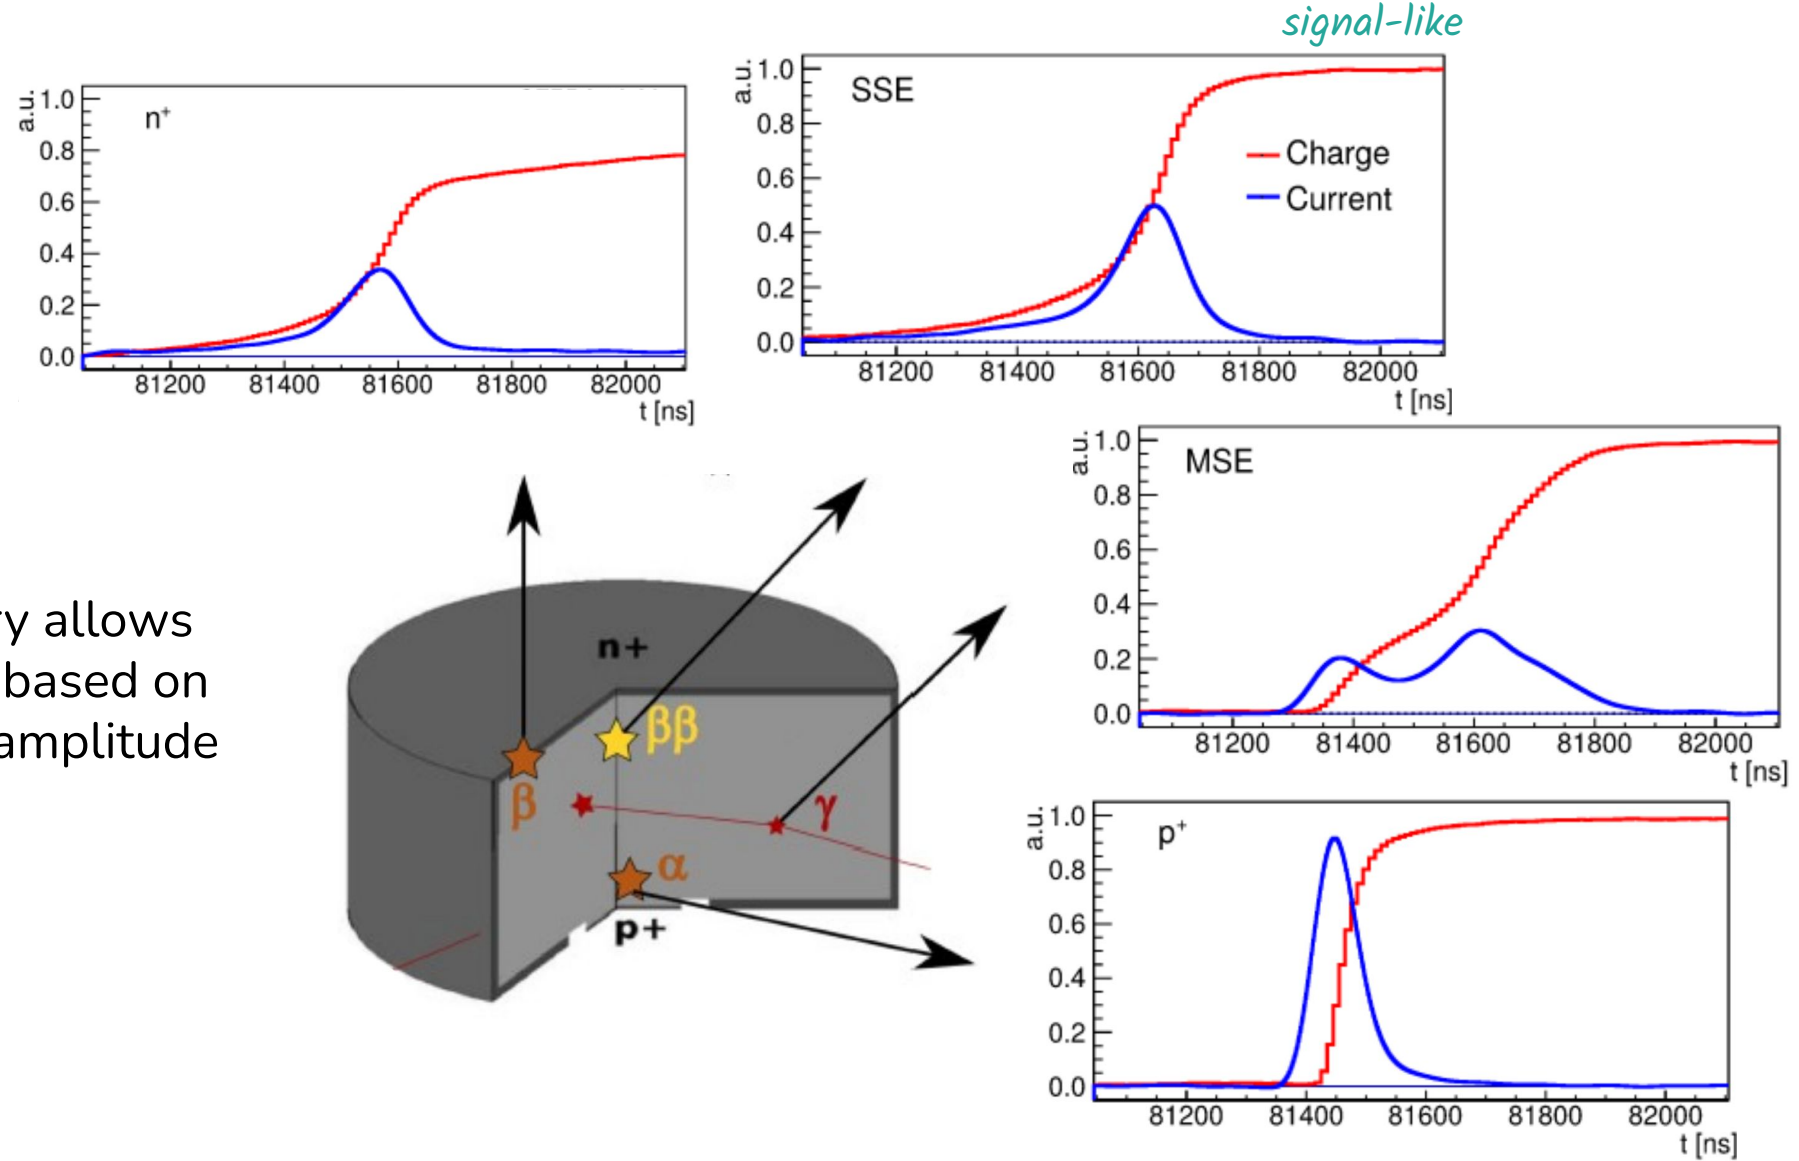 signal-like
a.u.
n⁺
1.0
0.8
0.6
0.4
0.2
0.0
81200 81400 81600 81800 82000
t [ns]
a.u.
SSE
1.0
0.8
0.6
0.4
0.2
0.0
Charge
Current
81200 81400 81600 81800 82000
t [ns]
a.u.
MSE
1.0
0.8
0.6
0.4
0.2
0.0
81200 81400 81600 81800 82000
t [ns]
ry allows
based on
amplitude
n+
ββ
β
γ
α
p+
a.u.
p⁺
1.0
0.8
0.6
0.4
0.2
0.0
81200 81400 81600 81800 82000
t [ns]